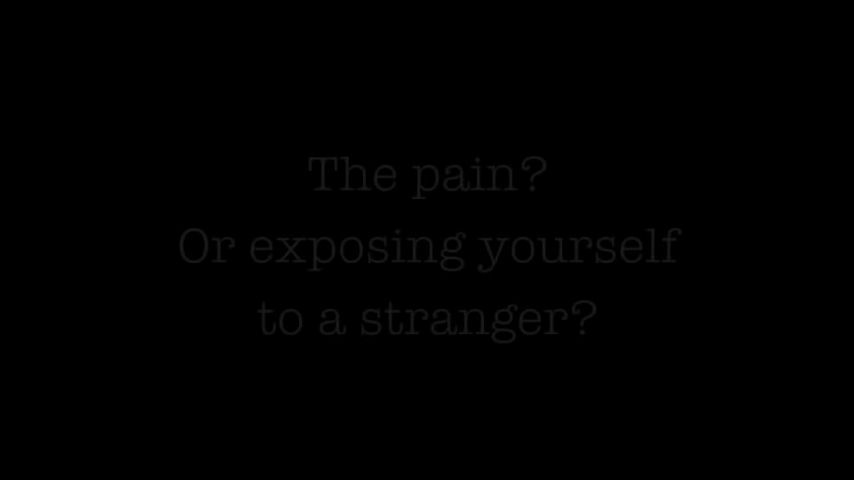 The pain?
Or exposing yourself
to a stranger?